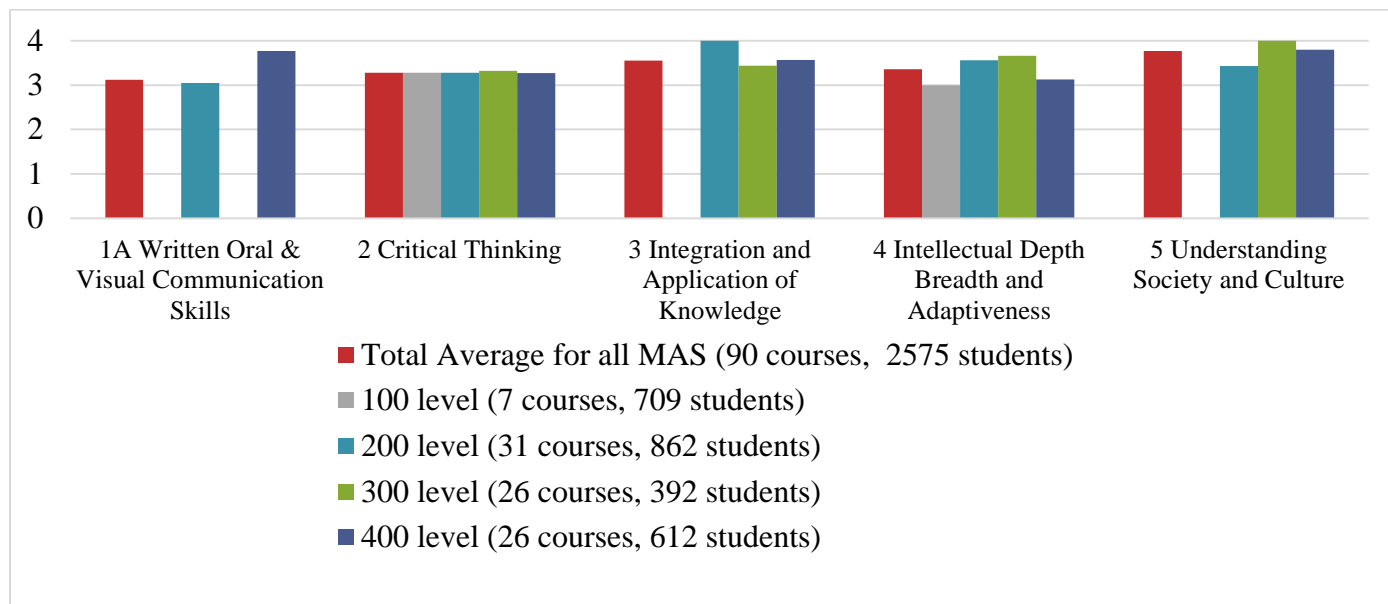 4
3
2
1
0
1A Written Oral &
Visual Communication
Skills
2 Critical Thinking
3 Integration and
Application of
Knowledge
4 Intellectual Depth
Breadth and
Adaptiveness
5 Understanding
Society and Culture
Total Average for all MAS (90 courses,  2575 students)
100 level (7 courses, 709 students)
200 level (31 courses, 862 students)
300 level (26 courses, 392 students)
400 level (26 courses, 612 students)